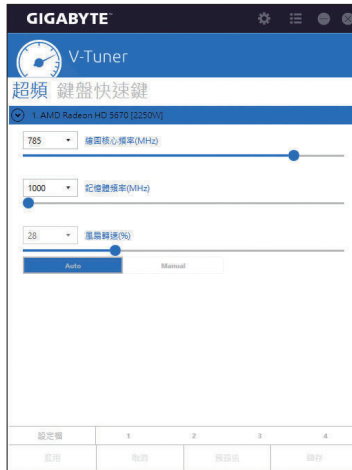 GIGABYTE™
V-Tuner
超頻 鍵盤快速鍵
1. AMD Radeon HD 5670 [2250W]
785 繪圖核心頻率(MHz)
1000 記憶體頻率(MHz)
28 風扇轉速(%)
Auto Manual
設定檔 1 2 3 4
套用 取消 預設值 儲存